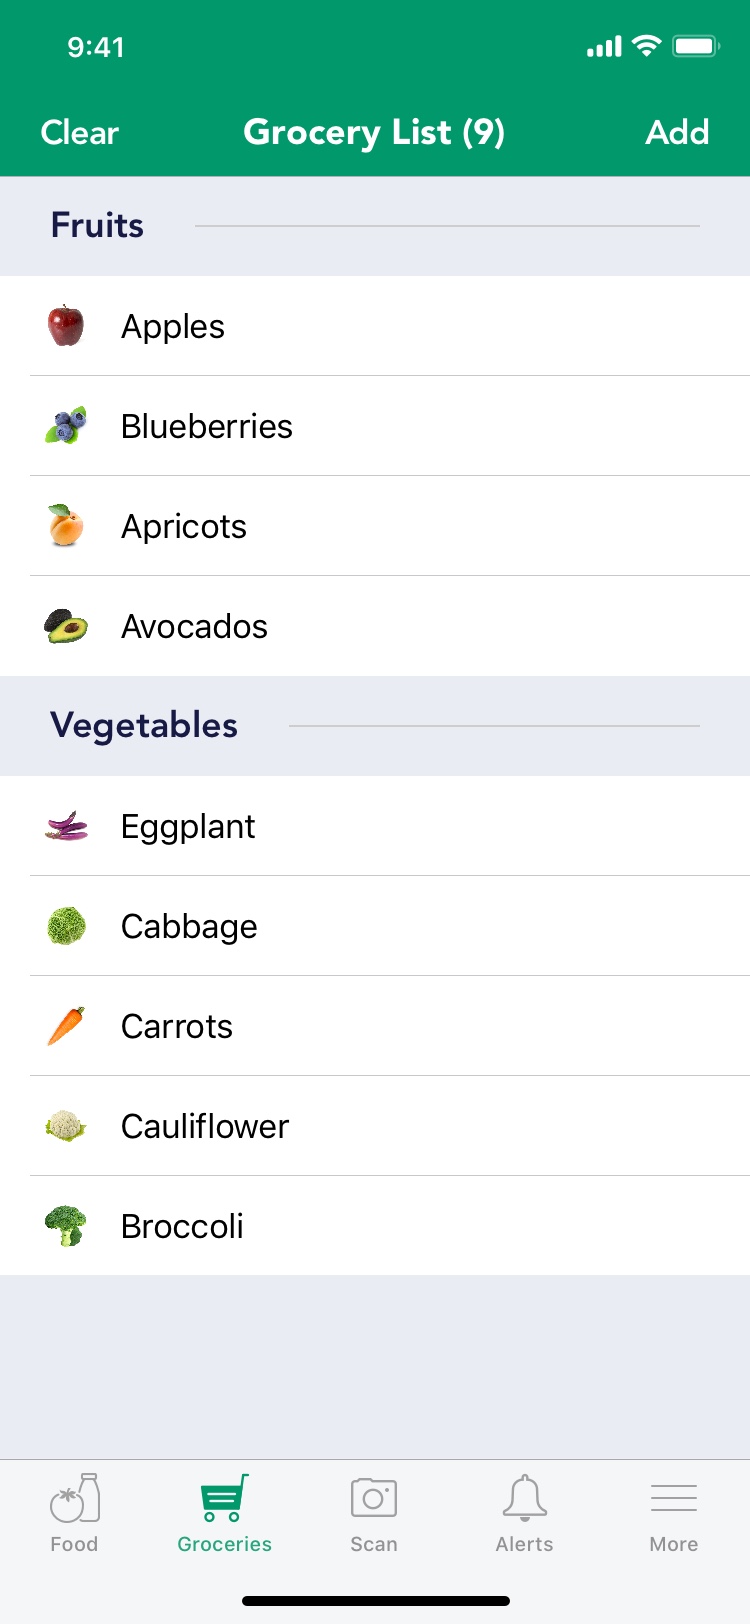 9:41
Clear Grocery List (9) Add
Fruits
Apples
Blueberries
Apricots
Avocados
Vegetables
Eggplant
Cabbage
Carrots
Cauliflower
Broccoli
Food Groceries Scan Alerts More